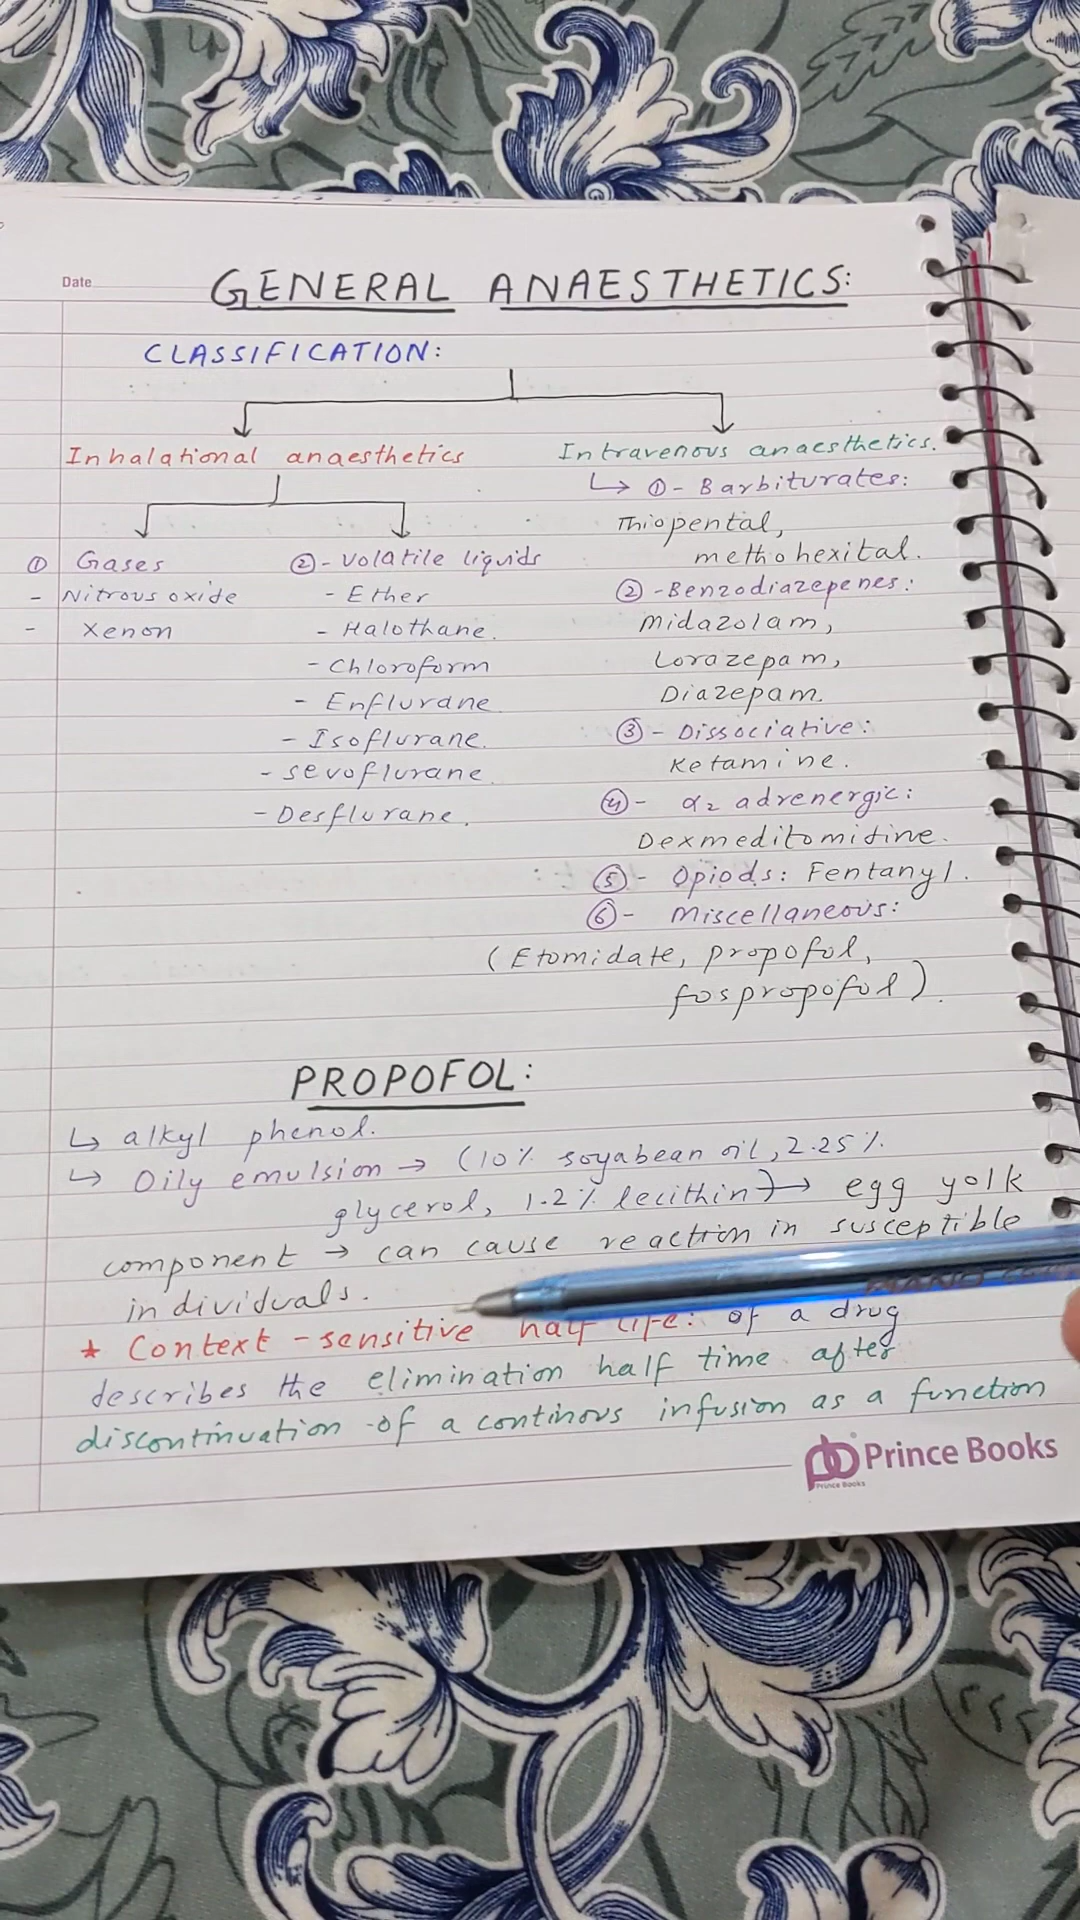 Date
GENERAL ANAESTHETICS:
CLASSIFICATION:
Inhalational anaesthetics
① Gases
- Nitrous oxide
- Xenon
②- Volatile liquids
- Ether
- Halothane.
- Chloroform
- Enflurane
- Isoflurane.
- sevoflurane.
- Desflurane.
Intravenous anaesthetics.
↳ ①- Barbiturates:
Thiopental,
methohexital.
② -Benzodiazepenes:
midazolam,
Lorazepam,
Diazepam.
③ - Dissociative:
Ketamine.
④- α₂ adrenergic:
Dexmeditomidine.
⑤ - Opiods: Fentanyl.
⑥- Miscellaneous:
(Etomidate, propofol,
fospropofol).
PROPOFOL:
↳ alkyl phenol.
↳ Oily emulsion → (10% soyabean oil, 2.25%
glycerol, 1.2% lecithin) → egg yolk
component → can cause reaction in susceptible
individuals.
* Context - sensitive half life: of a drug
describes the elimination half time after
discontinuation of a continous infusion as a function
Prince Books
Prince Books